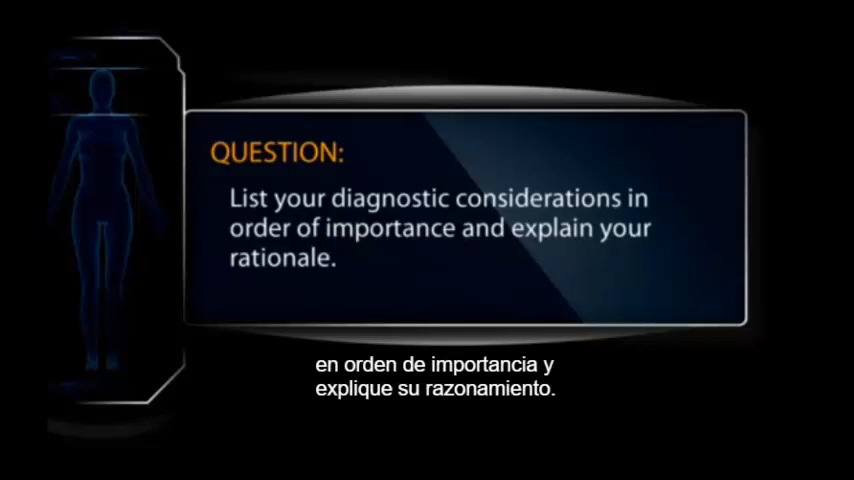 QUESTION:
List your diagnostic considerations in
order of importance and explain your
rationale.
en orden de importancia y
explique su razonamiento.